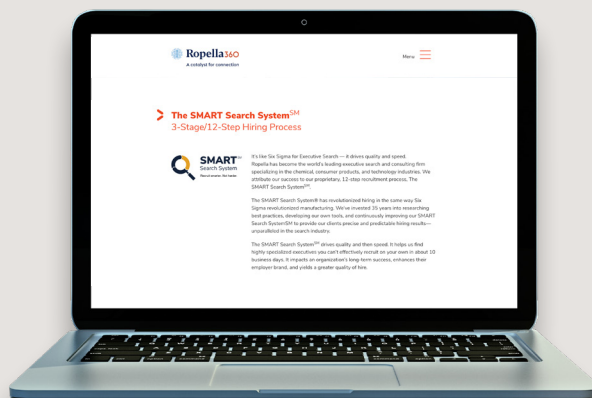 Ropella360
A catalyst for connection
Menu
The SMART Search System℠
3-Stage/12-Step Hiring Process
SMART℠
Search System
Recruit smarter. Not harder.
It's like Six Sigma for Executive Search — it drives quality and speed.
Ropella has become the world's leading executive search and consulting firm
specializing in the chemical, consumer products, and technology industries. We
attribute our success to our proprietary, 12-step recruitment process, The
SMART Search System℠.
The SMART Search System® has revolutionized hiring in the same way Six
Sigma revolutionized manufacturing. We've invested 35 years into researching
best practices, developing our own tools, and continuously improving our SMART
Search SystemSM to provide our clients precise and predictable hiring results—
unparalleled in the search industry.
The SMART Search System℠ drives quality and then speed. It helps us find
highly specialized executives you can't effectively recruit on your own in about 10
business days. It impacts an organization's long-term success, enhances their
employer brand, and yields a greater quality of hire.